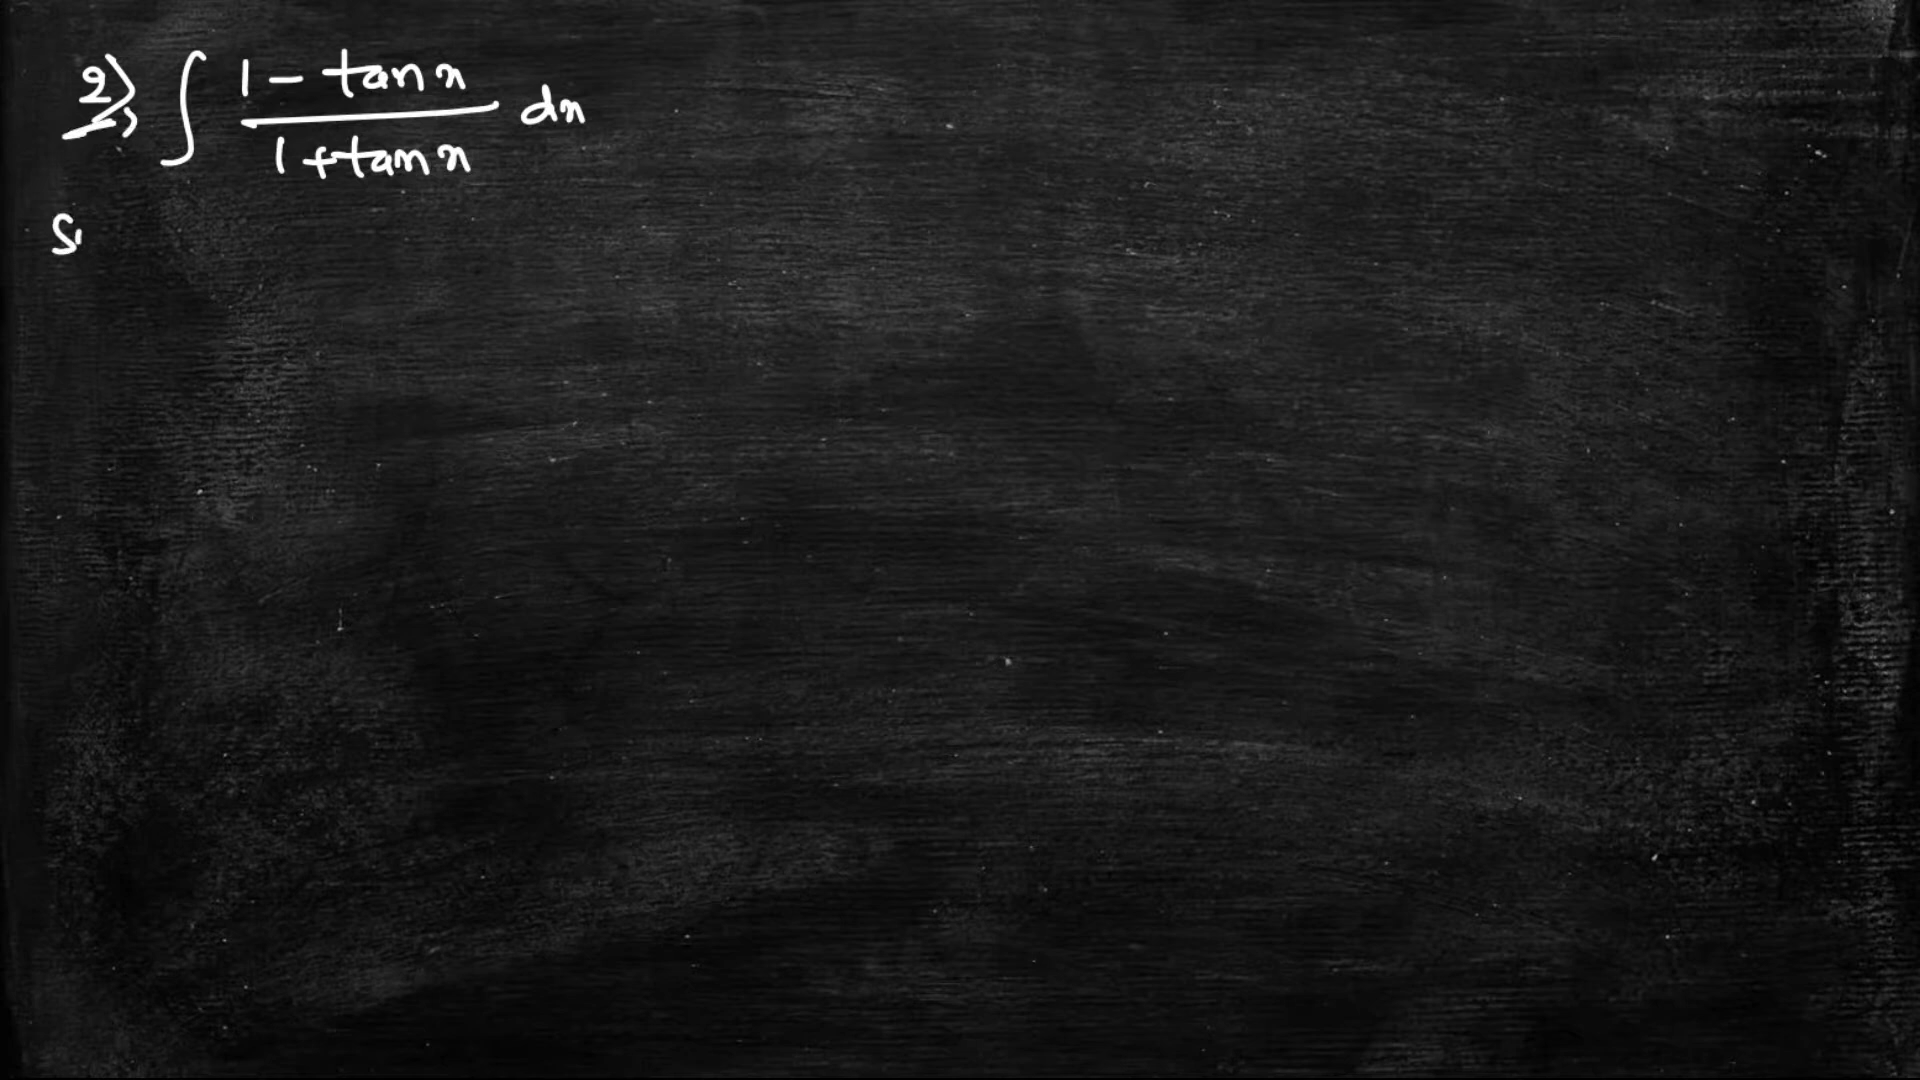 2) ∫ (1 - tan x)/(1 + tan x) dx
S